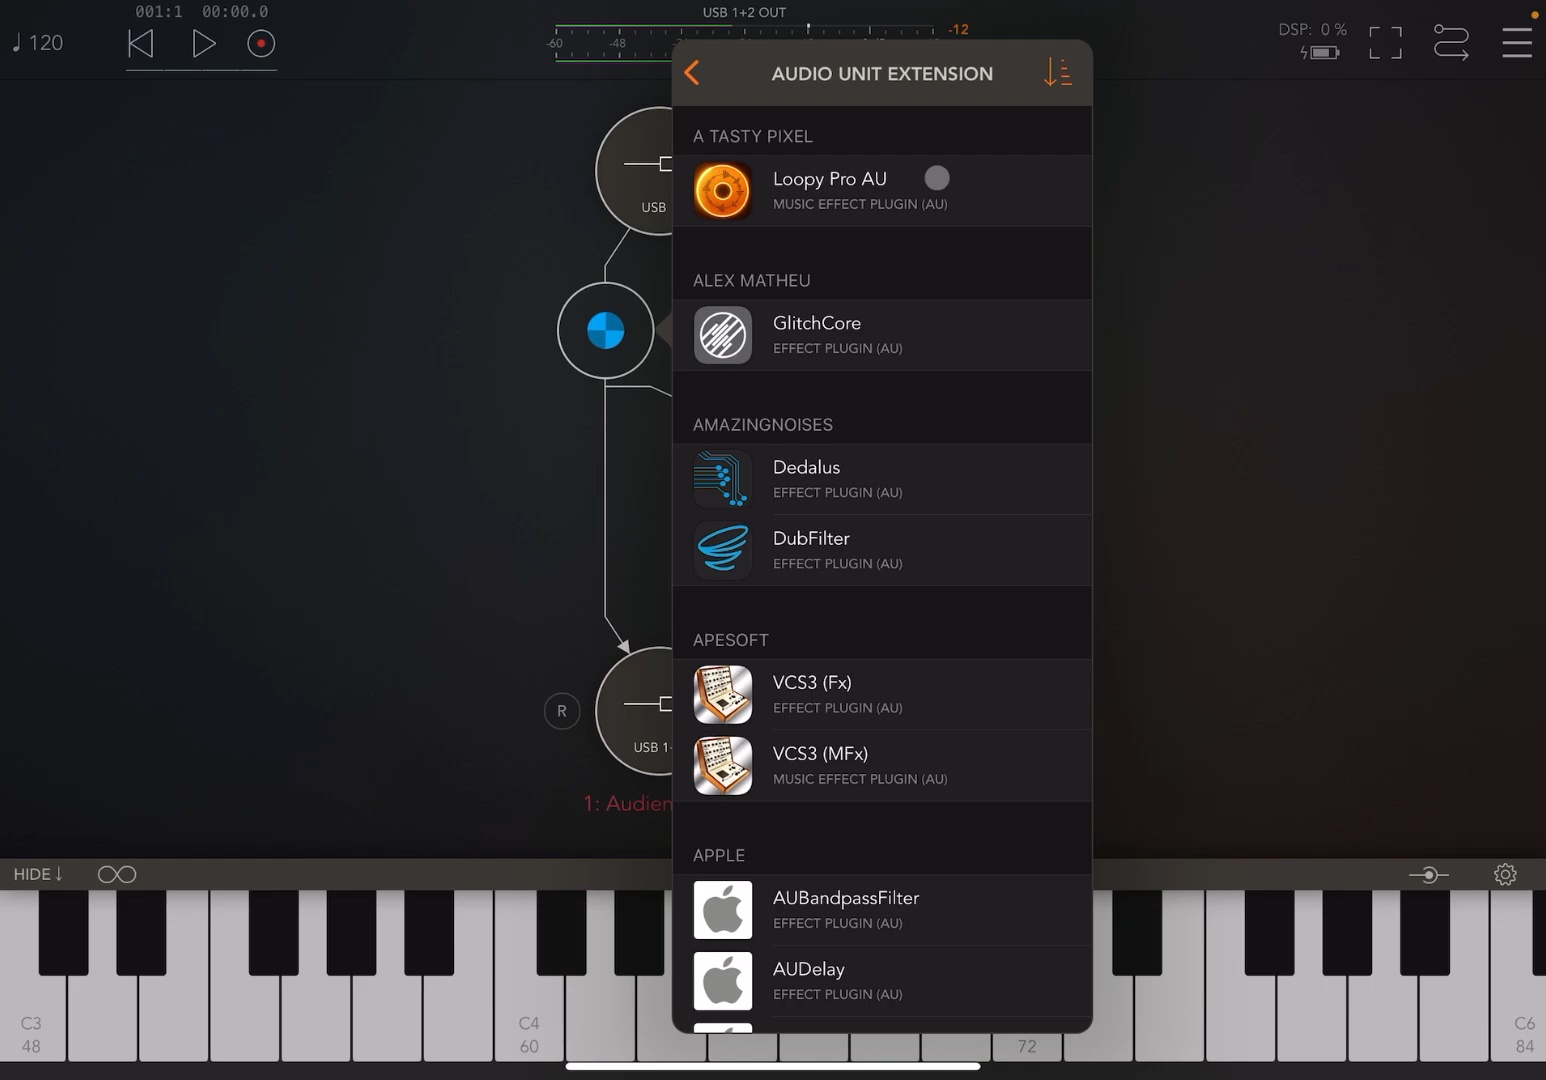 001:1 00:00.0
♩ 120
USB 1+2 OUT
-60 -48 -12
DSP: 0 %
AUDIO UNIT EXTENSION
A TASTY PIXEL
Loopy Pro AU
MUSIC EFFECT PLUGIN (AU)
USB
ALEX MATHEU
GlitchCore
EFFECT PLUGIN (AU)
AMAZINGNOISES
Dedalus
EFFECT PLUGIN (AU)
DubFilter
EFFECT PLUGIN (AU)
APESOFT
VCS3 (Fx)
EFFECT PLUGIN (AU)
R
USB 1-
VCS3 (MFx)
MUSIC EFFECT PLUGIN (AU)
1: Audien
APPLE
HIDE↓
AUBandpassFilter
EFFECT PLUGIN (AU)
AUDelay
EFFECT PLUGIN (AU)
C3 C4 C6
48 60 72 84